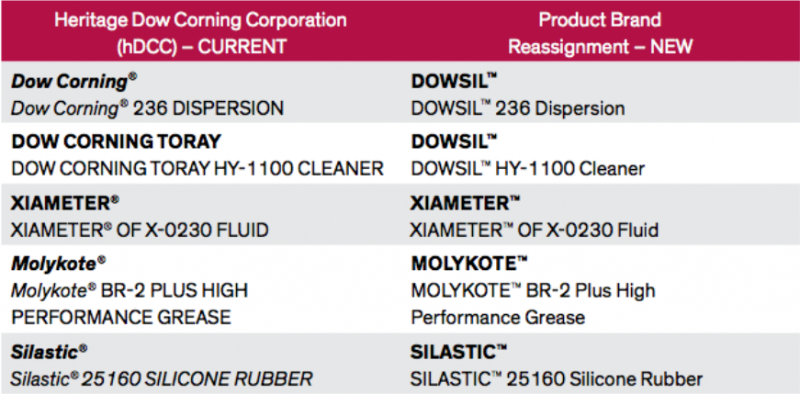 Heritage Dow Corning Corporation
(hDCC) – CURRENT
Product Brand
Reassignment – NEW
Dow Corning®
DOWSIL™
Dow Corning® 236 DISPERSION
DOWSIL™ 236 Dispersion
DOW CORNING TORAY
DOWSIL™
DOW CORNING TORAY HY-1100 CLEANER
DOWSIL™ HY-1100 Cleaner
XIAMETER®
XIAMETER™
XIAMETER® OF X-0230 FLUID
XIAMETER™ OF X-0230 Fluid
Molykote®
MOLYKOTE™
Molykote® BR-2 PLUS HIGH
PERFORMANCE GREASE
MOLYKOTE™ BR-2 Plus High
Performance Grease
Silastic®
SILASTIC™
Silastic® 25160 SILICONE RUBBER
SILASTIC™ 25160 Silicone Rubber